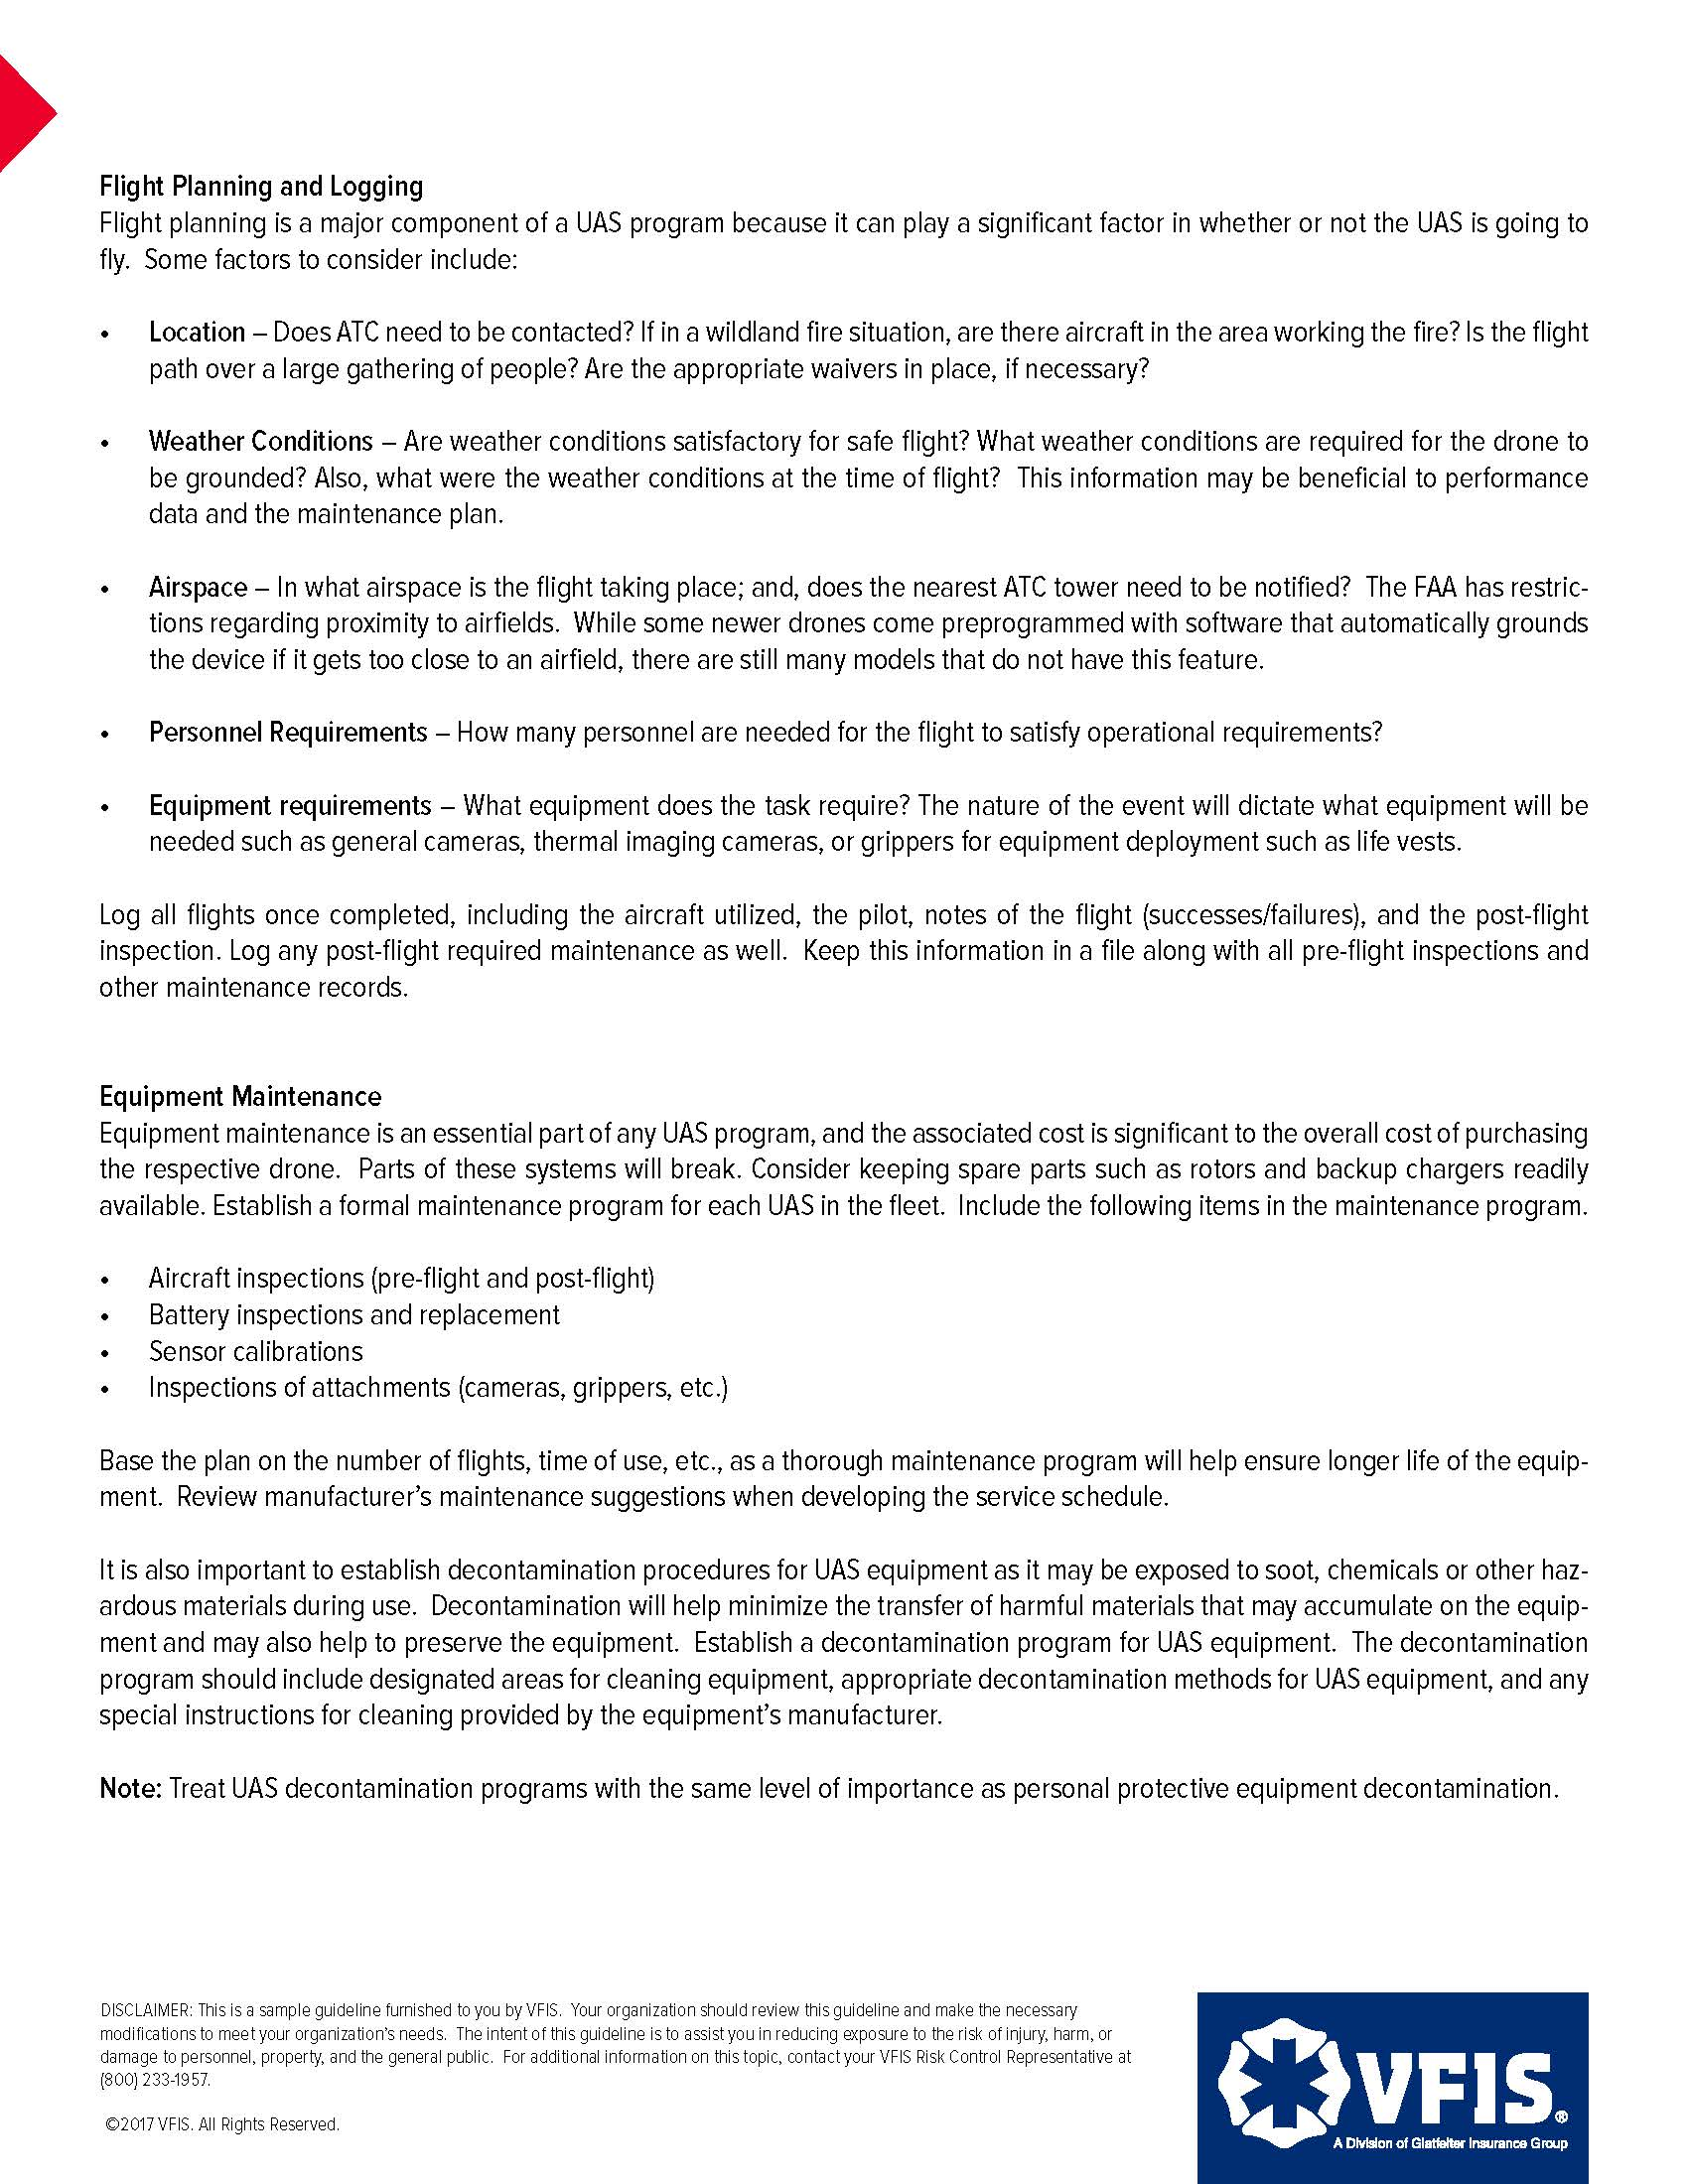 Flight Planning and Logging
Flight planning is a major component of a UAS program because it can play a significant factor in whether or not the UAS is going to
fly.  Some factors to consider include:
• Location – Does ATC need to be contacted? If in a wildland fire situation, are there aircraft in the area working the fire? Is the flight
path over a large gathering of people? Are the appropriate waivers in place, if necessary?
• Weather Conditions – Are weather conditions satisfactory for safe flight? What weather conditions are required for the drone to
be grounded? Also, what were the weather conditions at the time of flight?  This information may be beneficial to performance
data and the maintenance plan.
• Airspace – In what airspace is the flight taking place; and, does the nearest ATC tower need to be notified?  The FAA has restric-
tions regarding proximity to airfields.  While some newer drones come preprogrammed with software that automatically grounds
the device if it gets too close to an airfield, there are still many models that do not have this feature.
• Personnel Requirements – How many personnel are needed for the flight to satisfy operational requirements?
• Equipment requirements – What equipment does the task require? The nature of the event will dictate what equipment will be
needed such as general cameras, thermal imaging cameras, or grippers for equipment deployment such as life vests.
Log all flights once completed, including the aircraft utilized, the pilot, notes of the flight (successes/failures), and the post-flight
inspection. Log any post-flight required maintenance as well.  Keep this information in a file along with all pre-flight inspections and
other maintenance records.
Equipment Maintenance
Equipment maintenance is an essential part of any UAS program, and the associated cost is significant to the overall cost of purchasing
the respective drone.  Parts of these systems will break. Consider keeping spare parts such as rotors and backup chargers readily
available. Establish a formal maintenance program for each UAS in the fleet.  Include the following items in the maintenance program.
• Aircraft inspections (pre-flight and post-flight)
• Battery inspections and replacement
• Sensor calibrations
• Inspections of attachments (cameras, grippers, etc.)
Base the plan on the number of flights, time of use, etc., as a thorough maintenance program will help ensure longer life of the equip-
ment.  Review manufacturer’s maintenance suggestions when developing the service schedule.
It is also important to establish decontamination procedures for UAS equipment as it may be exposed to soot, chemicals or other haz-
ardous materials during use.  Decontamination will help minimize the transfer of harmful materials that may accumulate on the equip-
ment and may also help to preserve the equipment.  Establish a decontamination program for UAS equipment.  The decontamination
program should include designated areas for cleaning equipment, appropriate decontamination methods for UAS equipment, and any
special instructions for cleaning provided by the equipment’s manufacturer.
Note: Treat UAS decontamination programs with the same level of importance as personal protective equipment decontamination.
DISCLAIMER: This is a sample guideline furnished to you by VFIS.  Your organization should review this guideline and make the necessary
modifications to meet your organization’s needs.  The intent of this guideline is to assist you in reducing exposure to the risk of injury, harm, or
damage to personnel, property, and the general public.  For additional information on this topic, contact your VFIS Risk Control Representative at
(800) 233-1957.
©2017 VFIS. All Rights Reserved.
VFIS®
A Division of Glatfelter Insurance Group